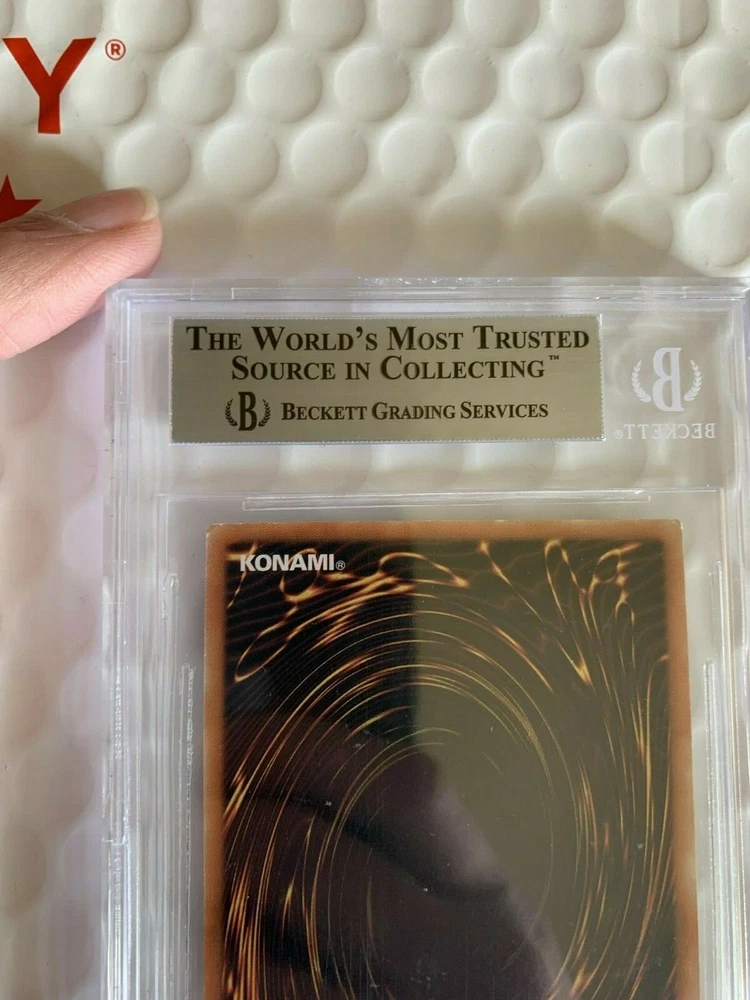 Y®
THE WORLD'S MOST TRUSTED
SOURCE IN COLLECTING™
B BECKETT GRADING SERVICES
B
BECKETT®
KONAMI®